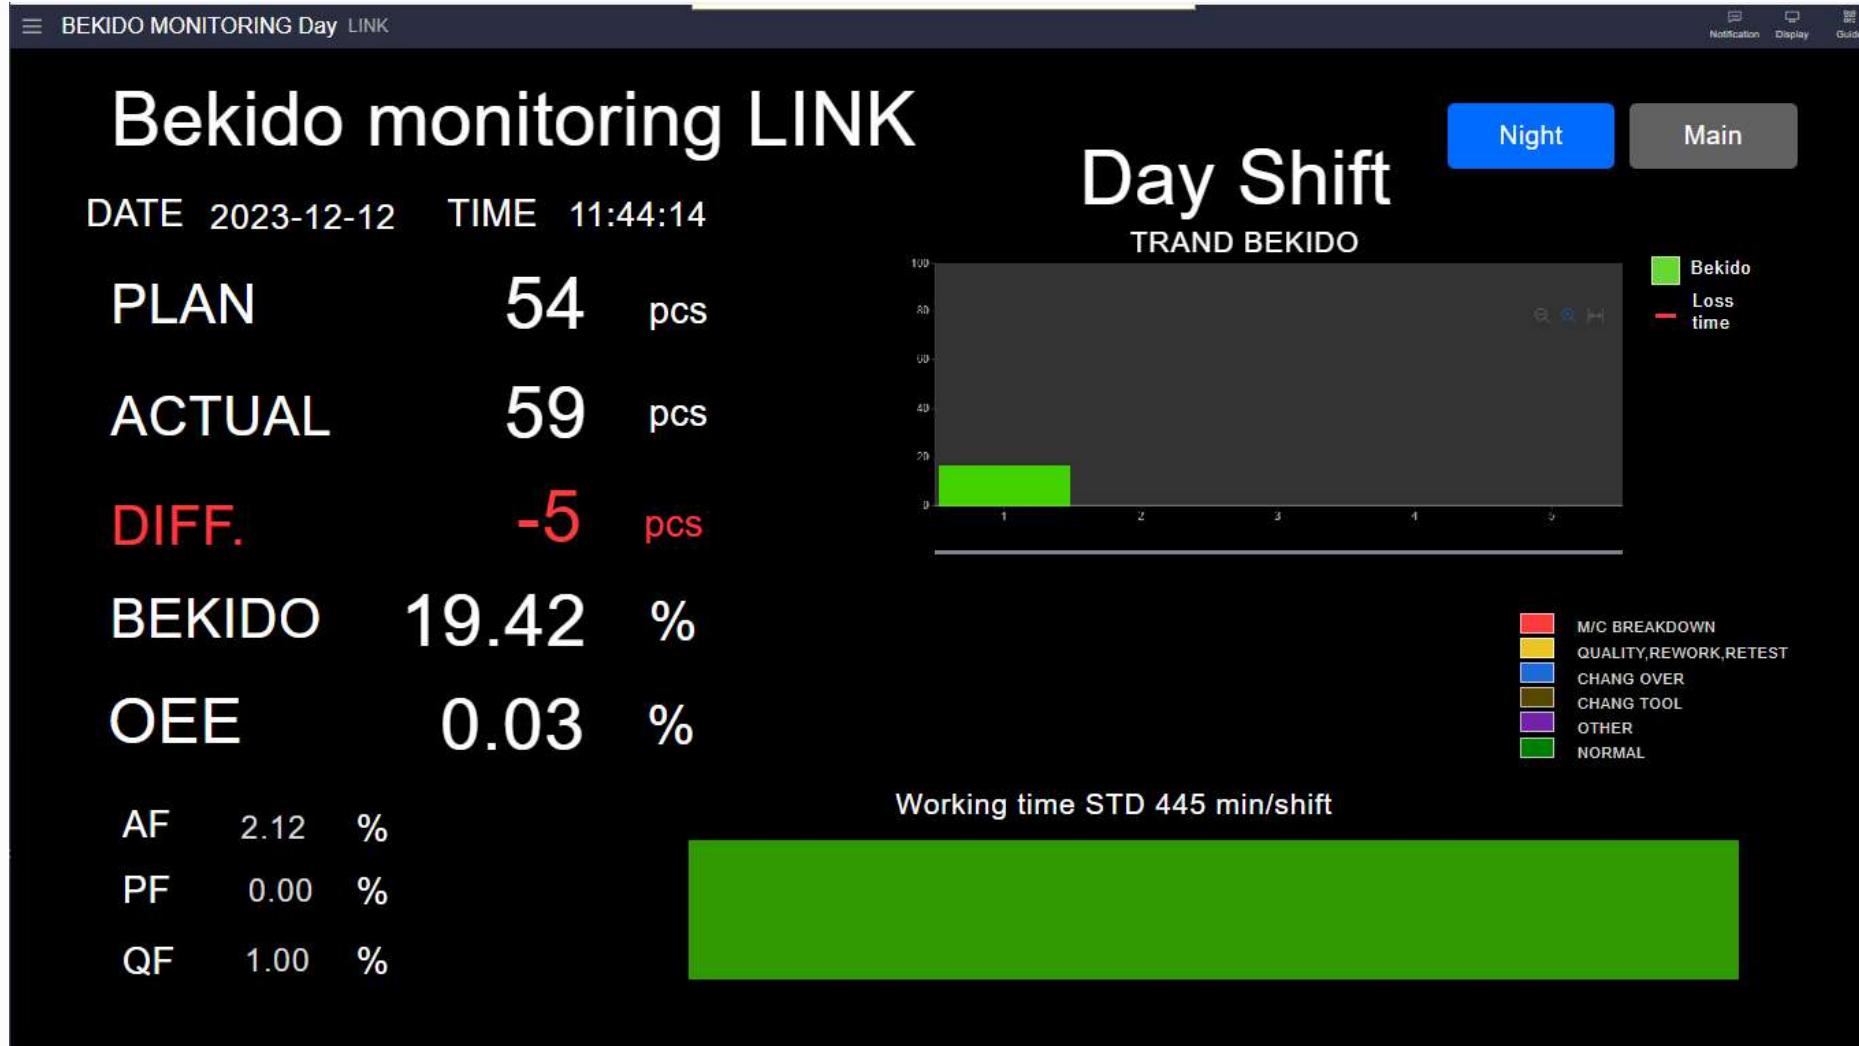 BEKIDO MONITORING Day LINK
Notification Display Guid
Bekido monitoring LINK
Night Main
Day Shift
DATE 2023-12-12 TIME 11:44:14
TRAND BEKIDO
PLAN 54 pcs
ACTUAL 59 pcs
DIFF. -5 pcs
BEKIDO 19.42 %
OEE 0.03 %
AF 2.12 %
PF 0.00 %
QF 1.00 %
100
80
60
40
20
0
1 2 3 4 5
Bekido
Loss
time
M/C BREAKDOWN
QUALITY,REWORK,RETEST
CHANG OVER
CHANG TOOL
OTHER
NORMAL
Working time STD 445 min/shift